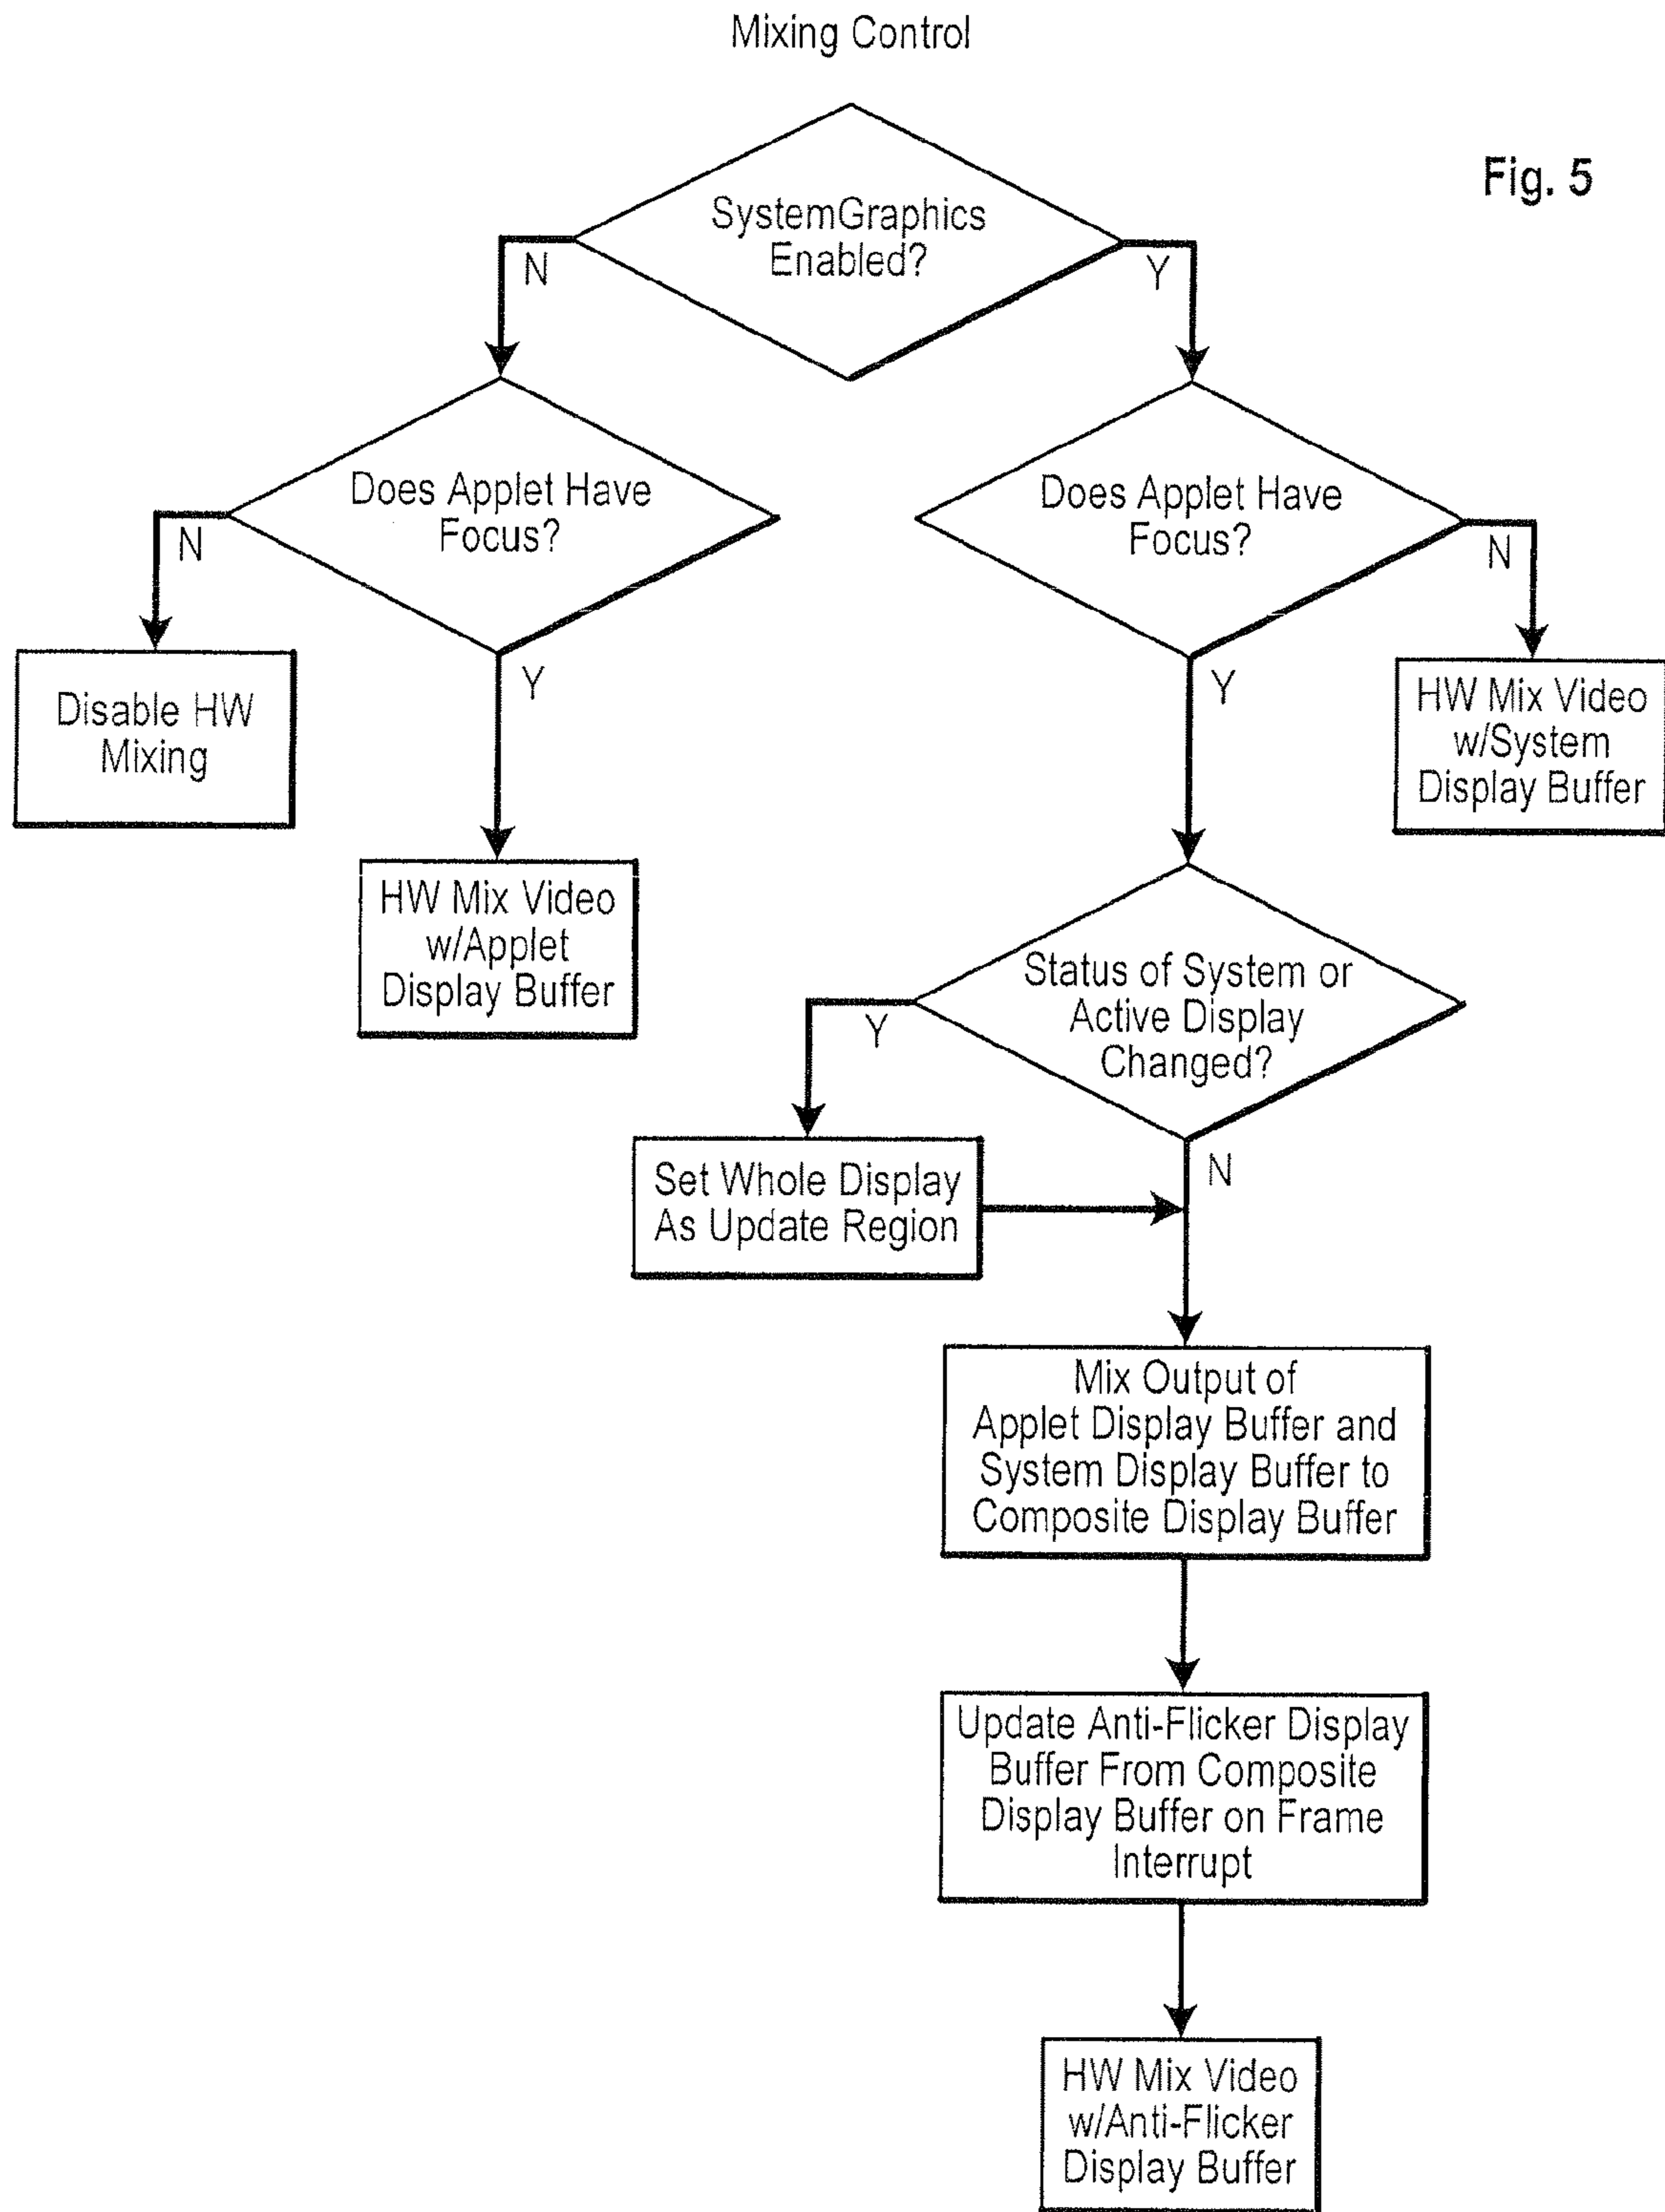 Mixing Control
Fig. 5
SystemGraphics
Enabled?
N
Y
Does Applet Have
Focus?
Does Applet Have
Focus?
N
N
Disable HW
Mixing
Y
Y
HW Mix Video
w/System
Display Buffer
HW Mix Video
w/Applet
Display Buffer
Status of System or
Active Display
Changed?
Y
Set Whole Display
As Update Region
N
Mix Output of
Applet Display Buffer and
System Display Buffer to
Composite Display Buffer
Update Anti-Flicker Display
Buffer From Composite
Display Buffer on Frame
Interrupt
HW Mix Video
w/Anti-Flicker
Display Buffer